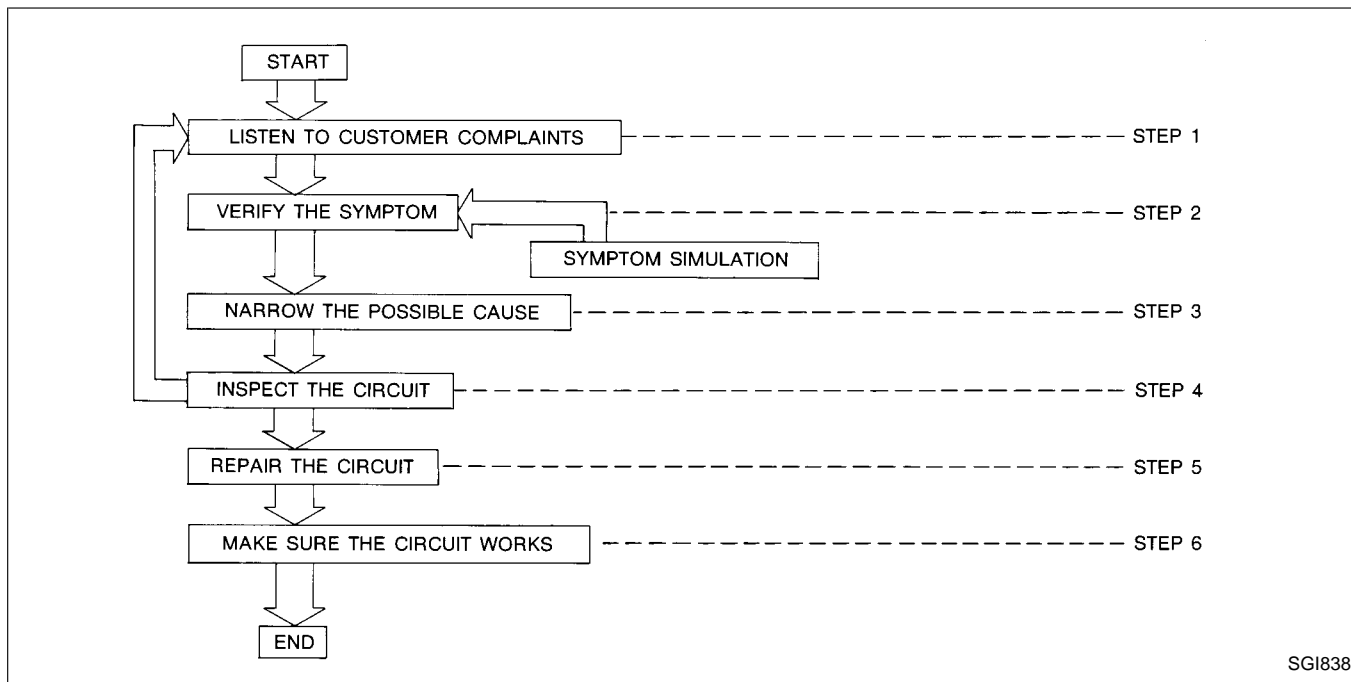 START
LISTEN TO CUSTOMER COMPLAINTS
STEP 1
VERIFY THE SYMPTOM
STEP 2
SYMPTOM SIMULATION
NARROW THE POSSIBLE CAUSE
STEP 3
INSPECT THE CIRCUIT
STEP 4
REPAIR THE CIRCUIT
STEP 5
MAKE SURE THE CIRCUIT WORKS
STEP 6
END
SGI838